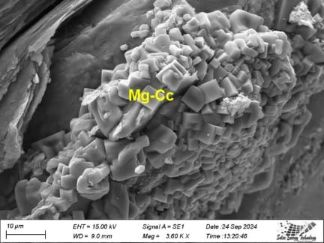 Mg-Cc
10 µm
EHT = 15.00 kV
Signal A = SE1
Date :24 Sep 2024
WD = 9.0 mm
Mag = 3.60 K X
Time :13:20:46